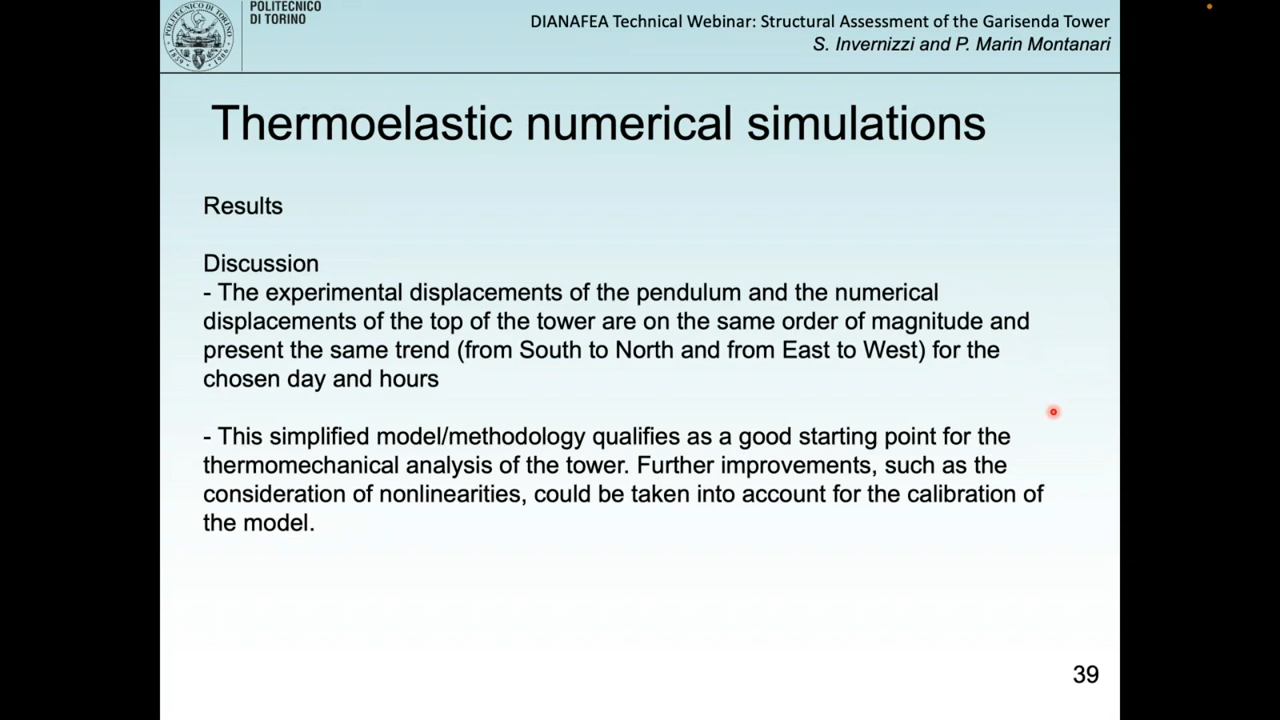 POLITECNICO
DI TORINO
DIANAFEA Technical Webinar: Structural Assessment of the Garisenda Tower
S. Invernizzi and P. Marin Montanari
Thermoelastic numerical simulations
Results
Discussion
- The experimental displacements of the pendulum and the numerical
displacements of the top of the tower are on the same order of magnitude and
present the same trend (from South to North and from East to West) for the
chosen day and hours
- This simplified model/methodology qualifies as a good starting point for the
thermomechanical analysis of the tower. Further improvements, such as the
consideration of nonlinearities, could be taken into account for the calibration of
the model.
39